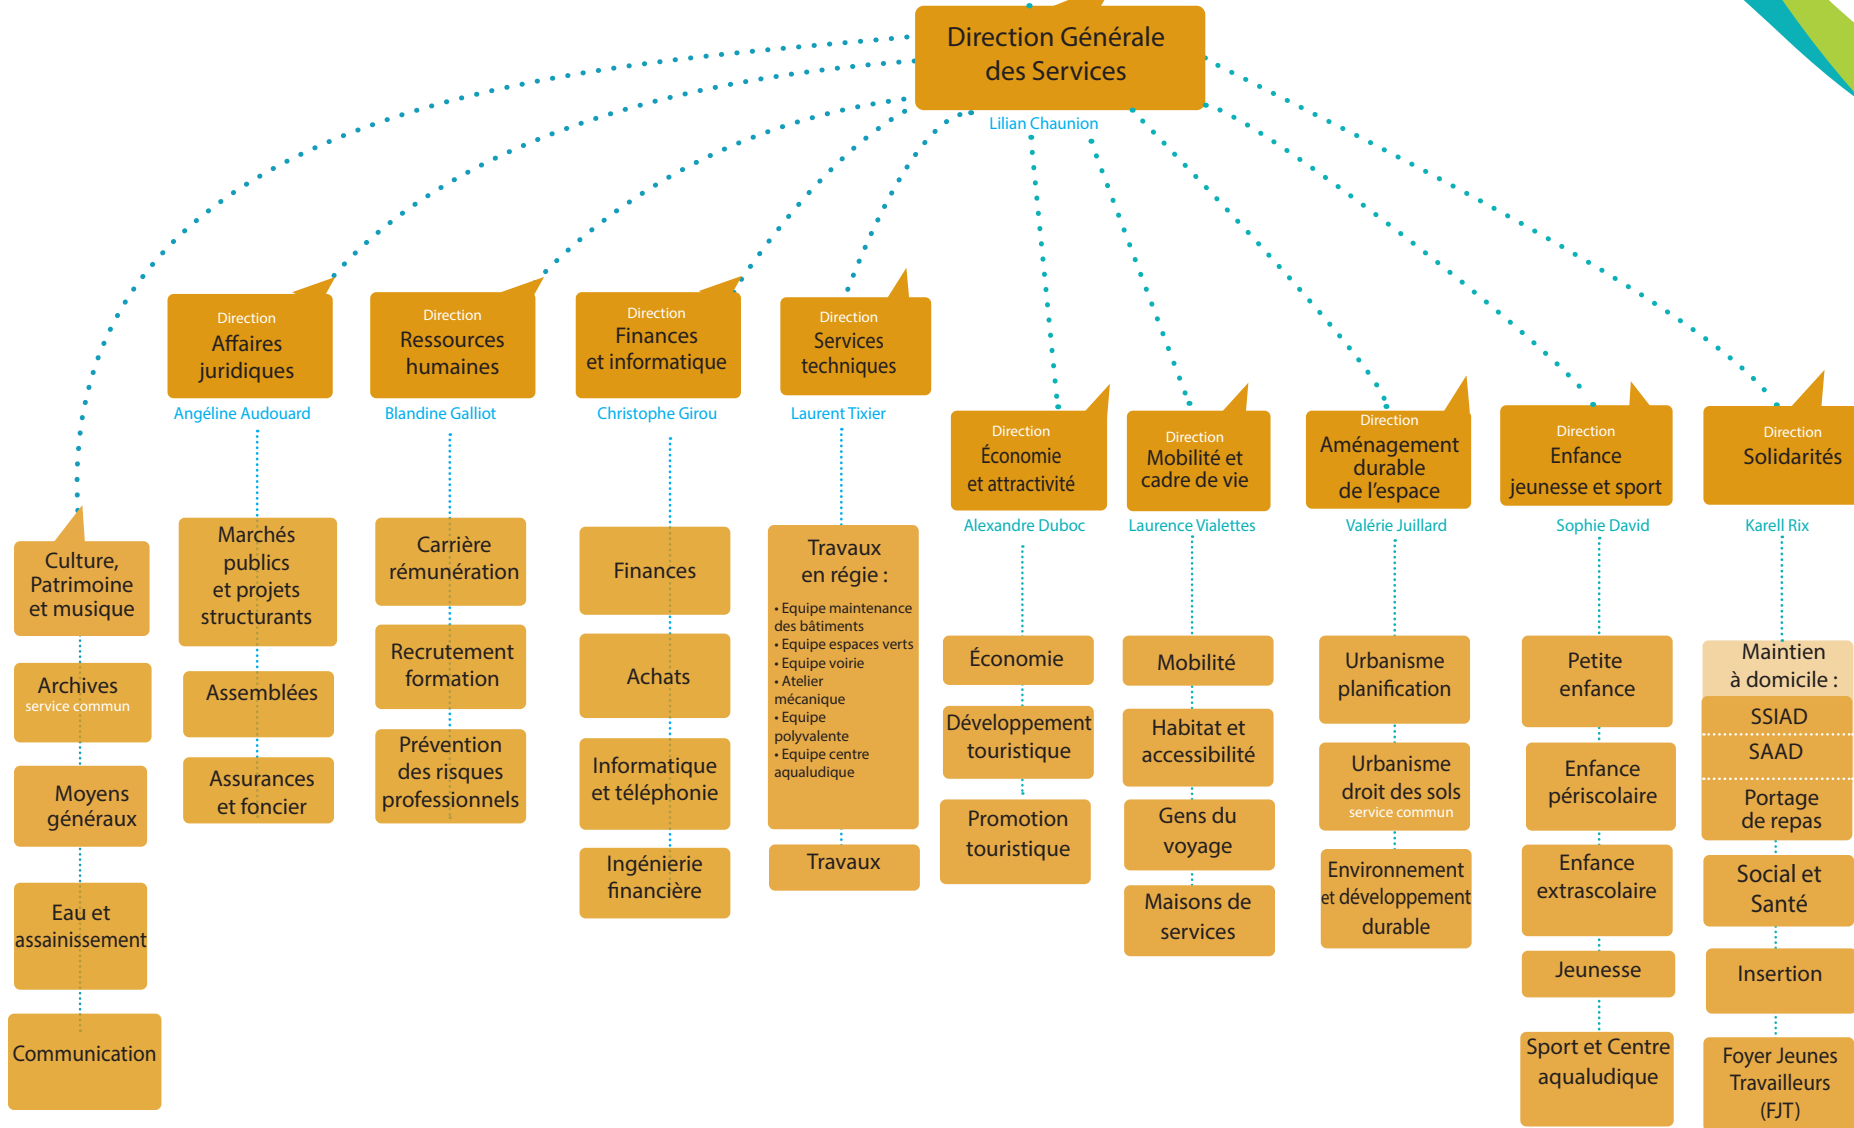 Direction Générale
des Services
Lilian Chaunion
Culture,
Patrimoine
et musique
Archives
service commun
Moyens
généraux
Eau et
assainissement
Communication
Direction
Affaires
juridiques
Angéline Audouard
Marchés
publics
et projets
structurants
Assemblées
Assurances
et foncier
Direction
Ressources
humaines
Blandine Galliot
Carrière
rémunération
Recrutement
formation
Prévention
des risques
professionnels
Direction
Finances
et informatique
Christophe Girou
Finances
Achats
Informatique
et téléphonie
Ingénierie
financière
Direction
Services
techniques
Laurent Tixier
Travaux
en régie :
• Equipe maintenance
des bâtiments
• Equipe espaces verts
• Equipe voirie
• Atelier
mécanique
• Equipe
polyvalente
• Equipe centre
aqualudique
Travaux
Direction
Économie
et attractivité
Alexandre Duboc
Économie
Développement
touristique
Promotion
touristique
Direction
Mobilité et
cadre de vie
Laurence Vialettes
Mobilité
Habitat et
accessibilité
Gens du
voyage
Maisons de
services
Direction
Aménagement
durable
de l'espace
Valérie Juillard
Urbanisme
planification
Urbanisme
droit des sols
service commun
Environnement
et développement
durable
Direction
Enfance
jeunesse et sport
Sophie David
Petite
enfance
Enfance
périscolaire
Enfance
extrascolaire
Jeunesse
Sport et Centre
aqualudique
Direction
Solidarités
Karell Rix
Maintien
à domicile :
SSIAD
SAAD
Portage
de repas
Social et
Santé
Insertion
Foyer Jeunes
Travailleurs
(FJT)